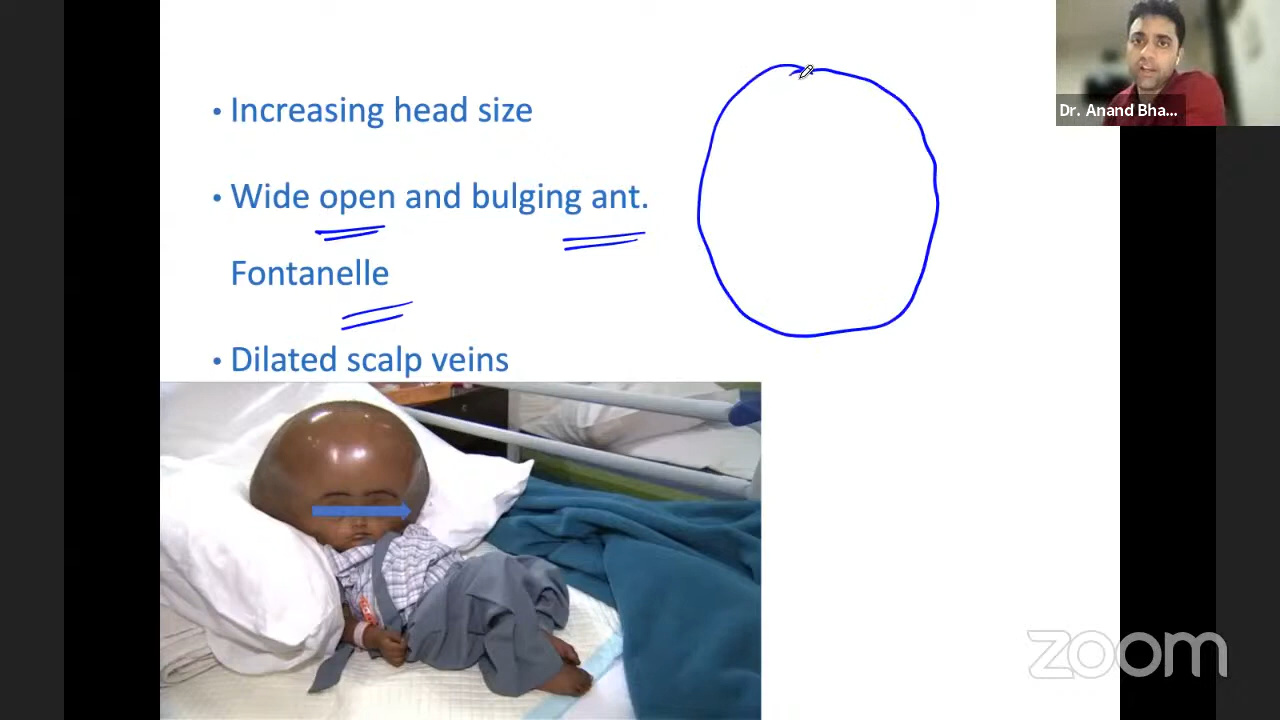 • Increasing head size
• Wide open and bulging ant.
Fontanelle
• Dilated scalp veins
Dr. Anand Bha...
zoom